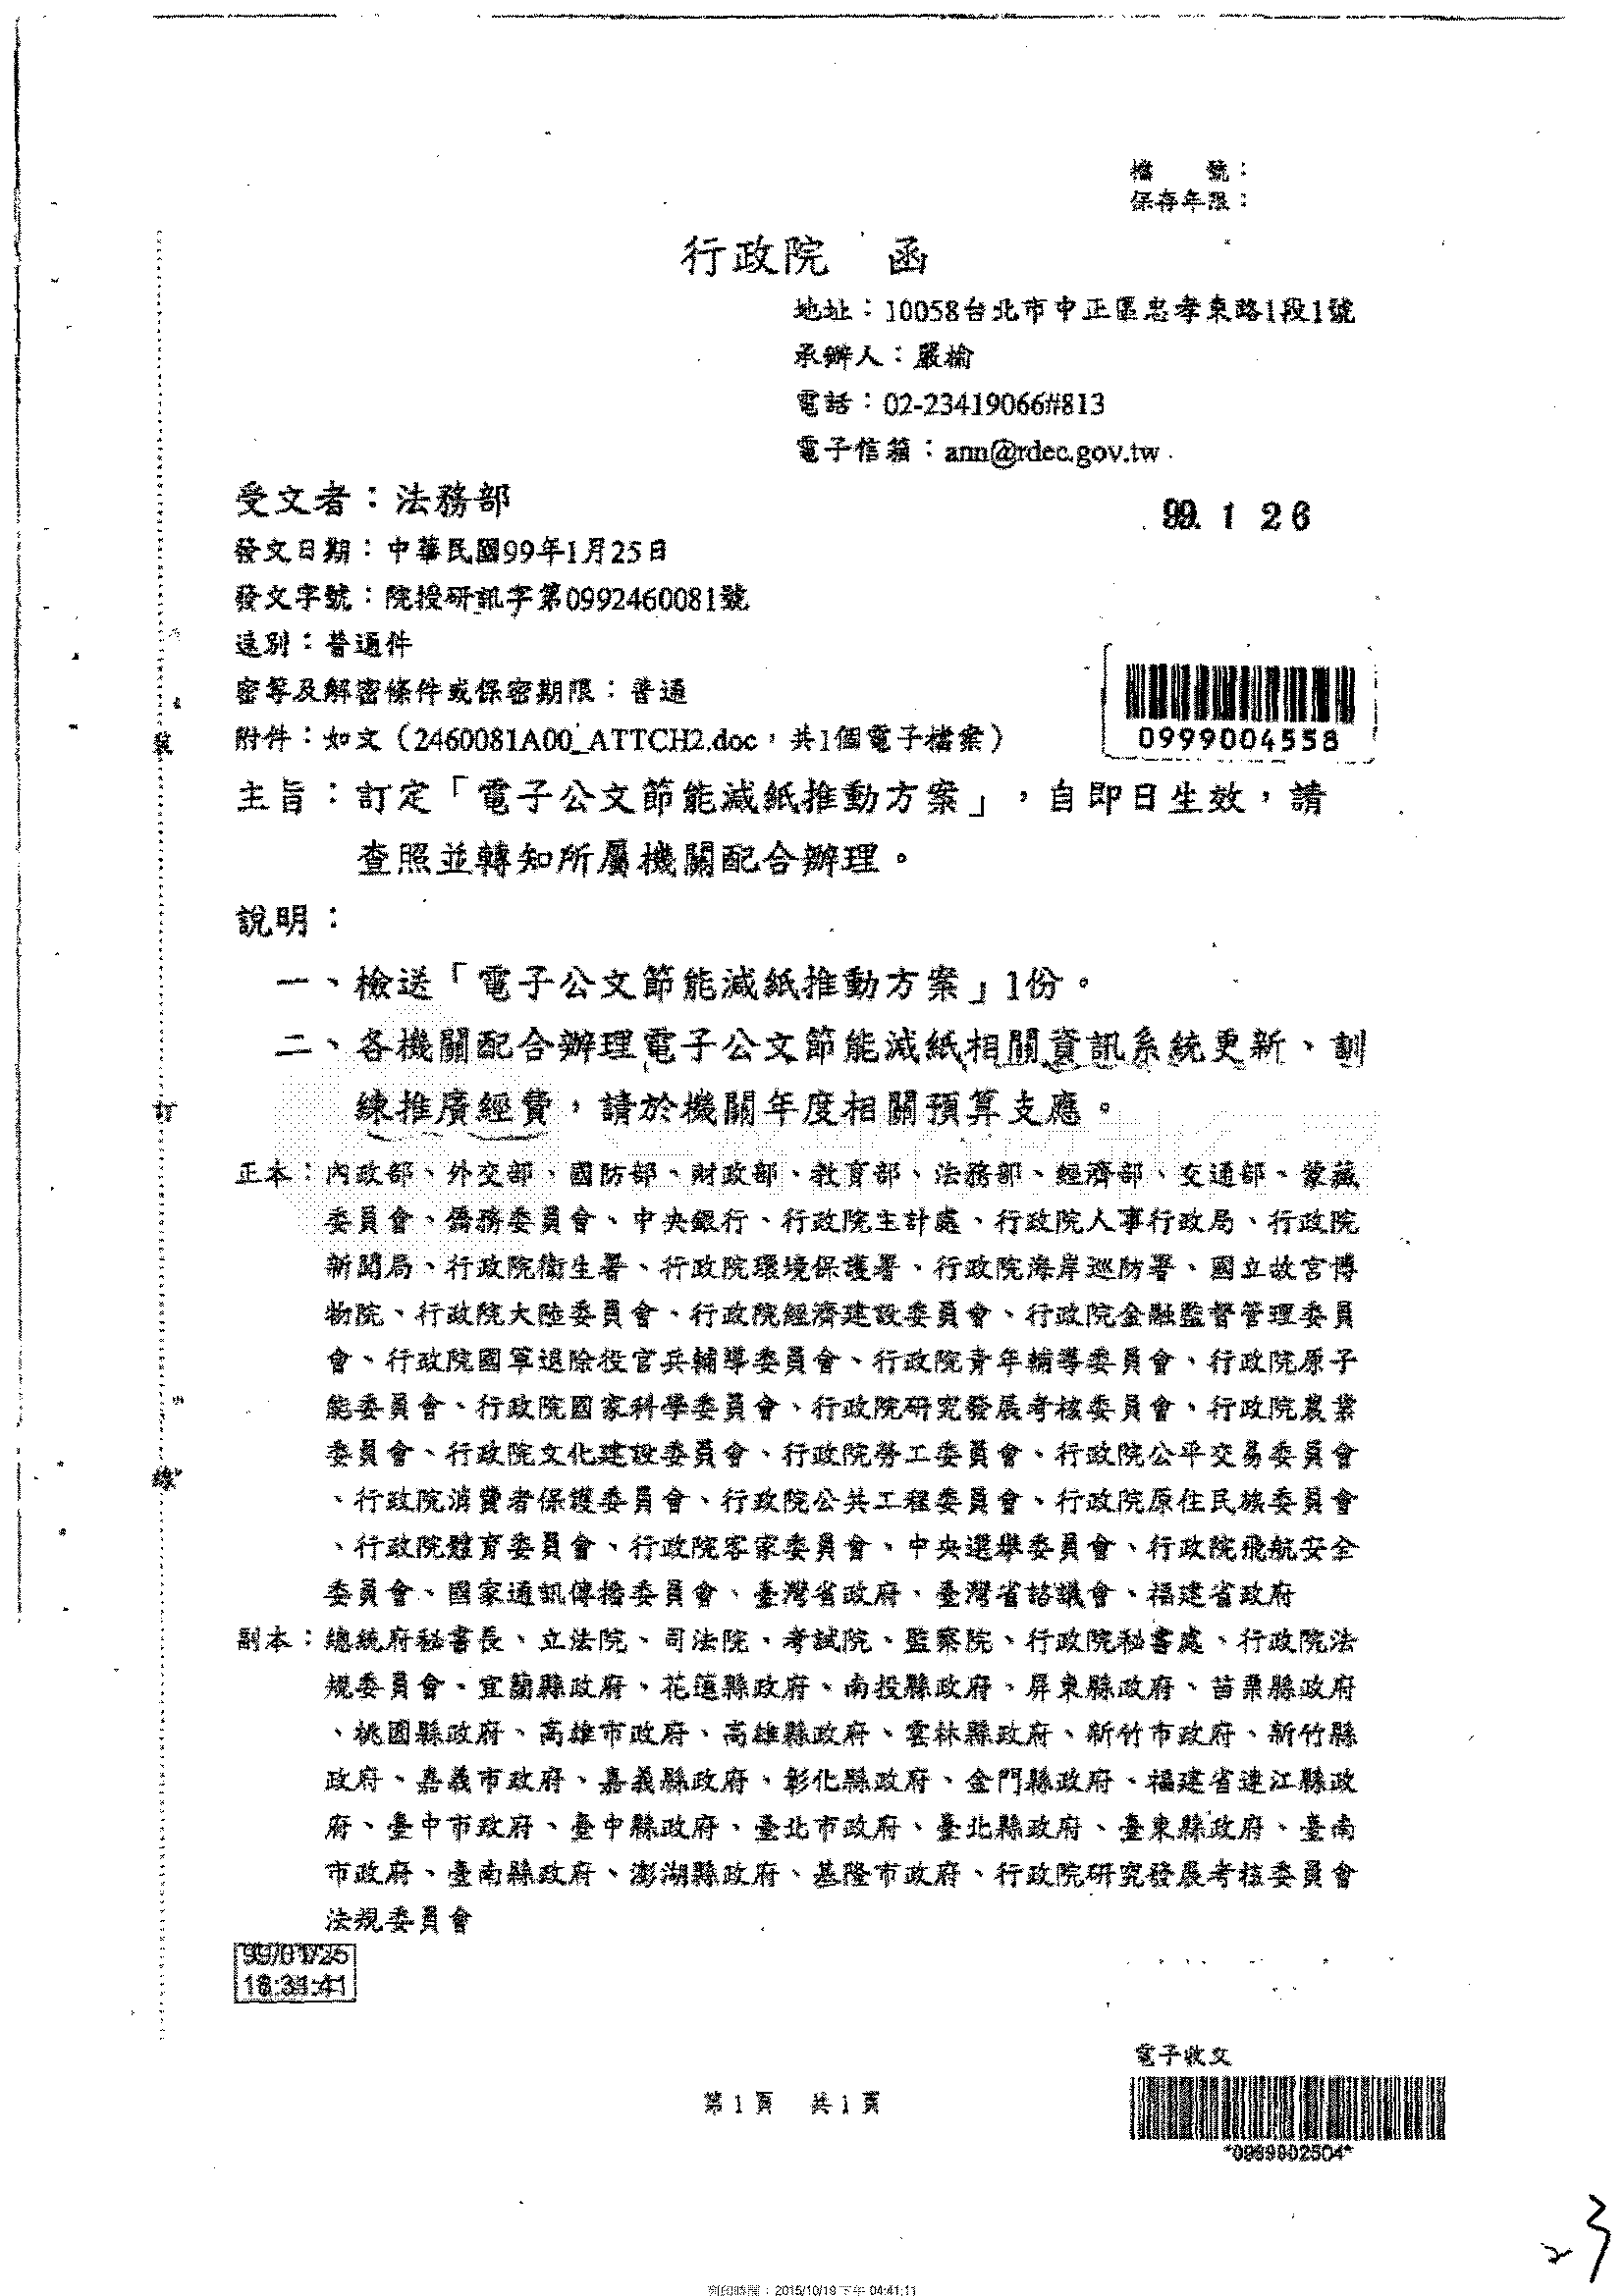 檔　　號：
保存年限：
行政院　函
地址：10058台北市中正區忠孝東路1段1號
承辦人：嚴楡
電話：02-23419066#813
電子信箱：ann@rdec.gov.tw
受文者：法務部
99. 1 26
發文日期：中華民國99年1月25日
發文字號：院授研訊字第0992460081號
速別：普通件
密等及解密條件或保密期限：普通
附件：如文（2460081A00_ATTCH2.doc，共1個電子檔案）
0999004558
主旨：訂定「電子公文節能減紙推動方案」，自即日生效，請
查照並轉知所屬機關配合辦理。
說明：
一、檢送「電子公文節能減紙推動方案」1份。
二、各機關配合辦理電子公文節能減紙相關資訊系統更新、訓
練推廣經費，請於機關年度相關預算支應。
裝
訂
線
正本：內政部、外交部、國防部、財政部、教育部、法務部、經濟部、交通部、蒙藏
委員會、僑務委員會、中央銀行、行政院主計處、行政院人事行政局、行政院
新聞局、行政院衛生署、行政院環境保護署、行政院海岸巡防署、國立故宮博
物院、行政院大陸委員會、行政院經濟建設委員會、行政院金融監督管理委員
會、行政院國軍退除役官兵輔導委員會、行政院青年輔導委員會、行政院原子
能委員會、行政院國家科學委員會、行政院研究發展考核委員會、行政院農業
委員會、行政院文化建設委員會、行政院勞工委員會、行政院公平交易委員會
、行政院消費者保護委員會、行政院公共工程委員會、行政院原住民族委員會
、行政院體育委員會、行政院客家委員會、中央選舉委員會、行政院飛航安全
委員會、國家通訊傳播委員會、臺灣省政府、臺灣省諮議會、福建省政府
副本：總統府秘書長、立法院、司法院、考試院、監察院、行政院秘書處、行政院法
規委員會、宜蘭縣政府、花蓮縣政府、南投縣政府、屏東縣政府、苗栗縣政府
、桃園縣政府、高雄市政府、高雄縣政府、雲林縣政府、新竹市政府、新竹縣
政府、嘉義市政府、嘉義縣政府、彰化縣政府、金門縣政府、福建省連江縣政
府、臺中市政府、臺中縣政府、臺北市政府、臺北縣政府、臺東縣政府、臺南
市政府、臺南縣政府、澎湖縣政府、基隆市政府、行政院研究發展考核委員會
法規委員會
99/01/25
電子收文
第1頁　共1頁
23
列印時間：2015/10/19 下午 04:41:11